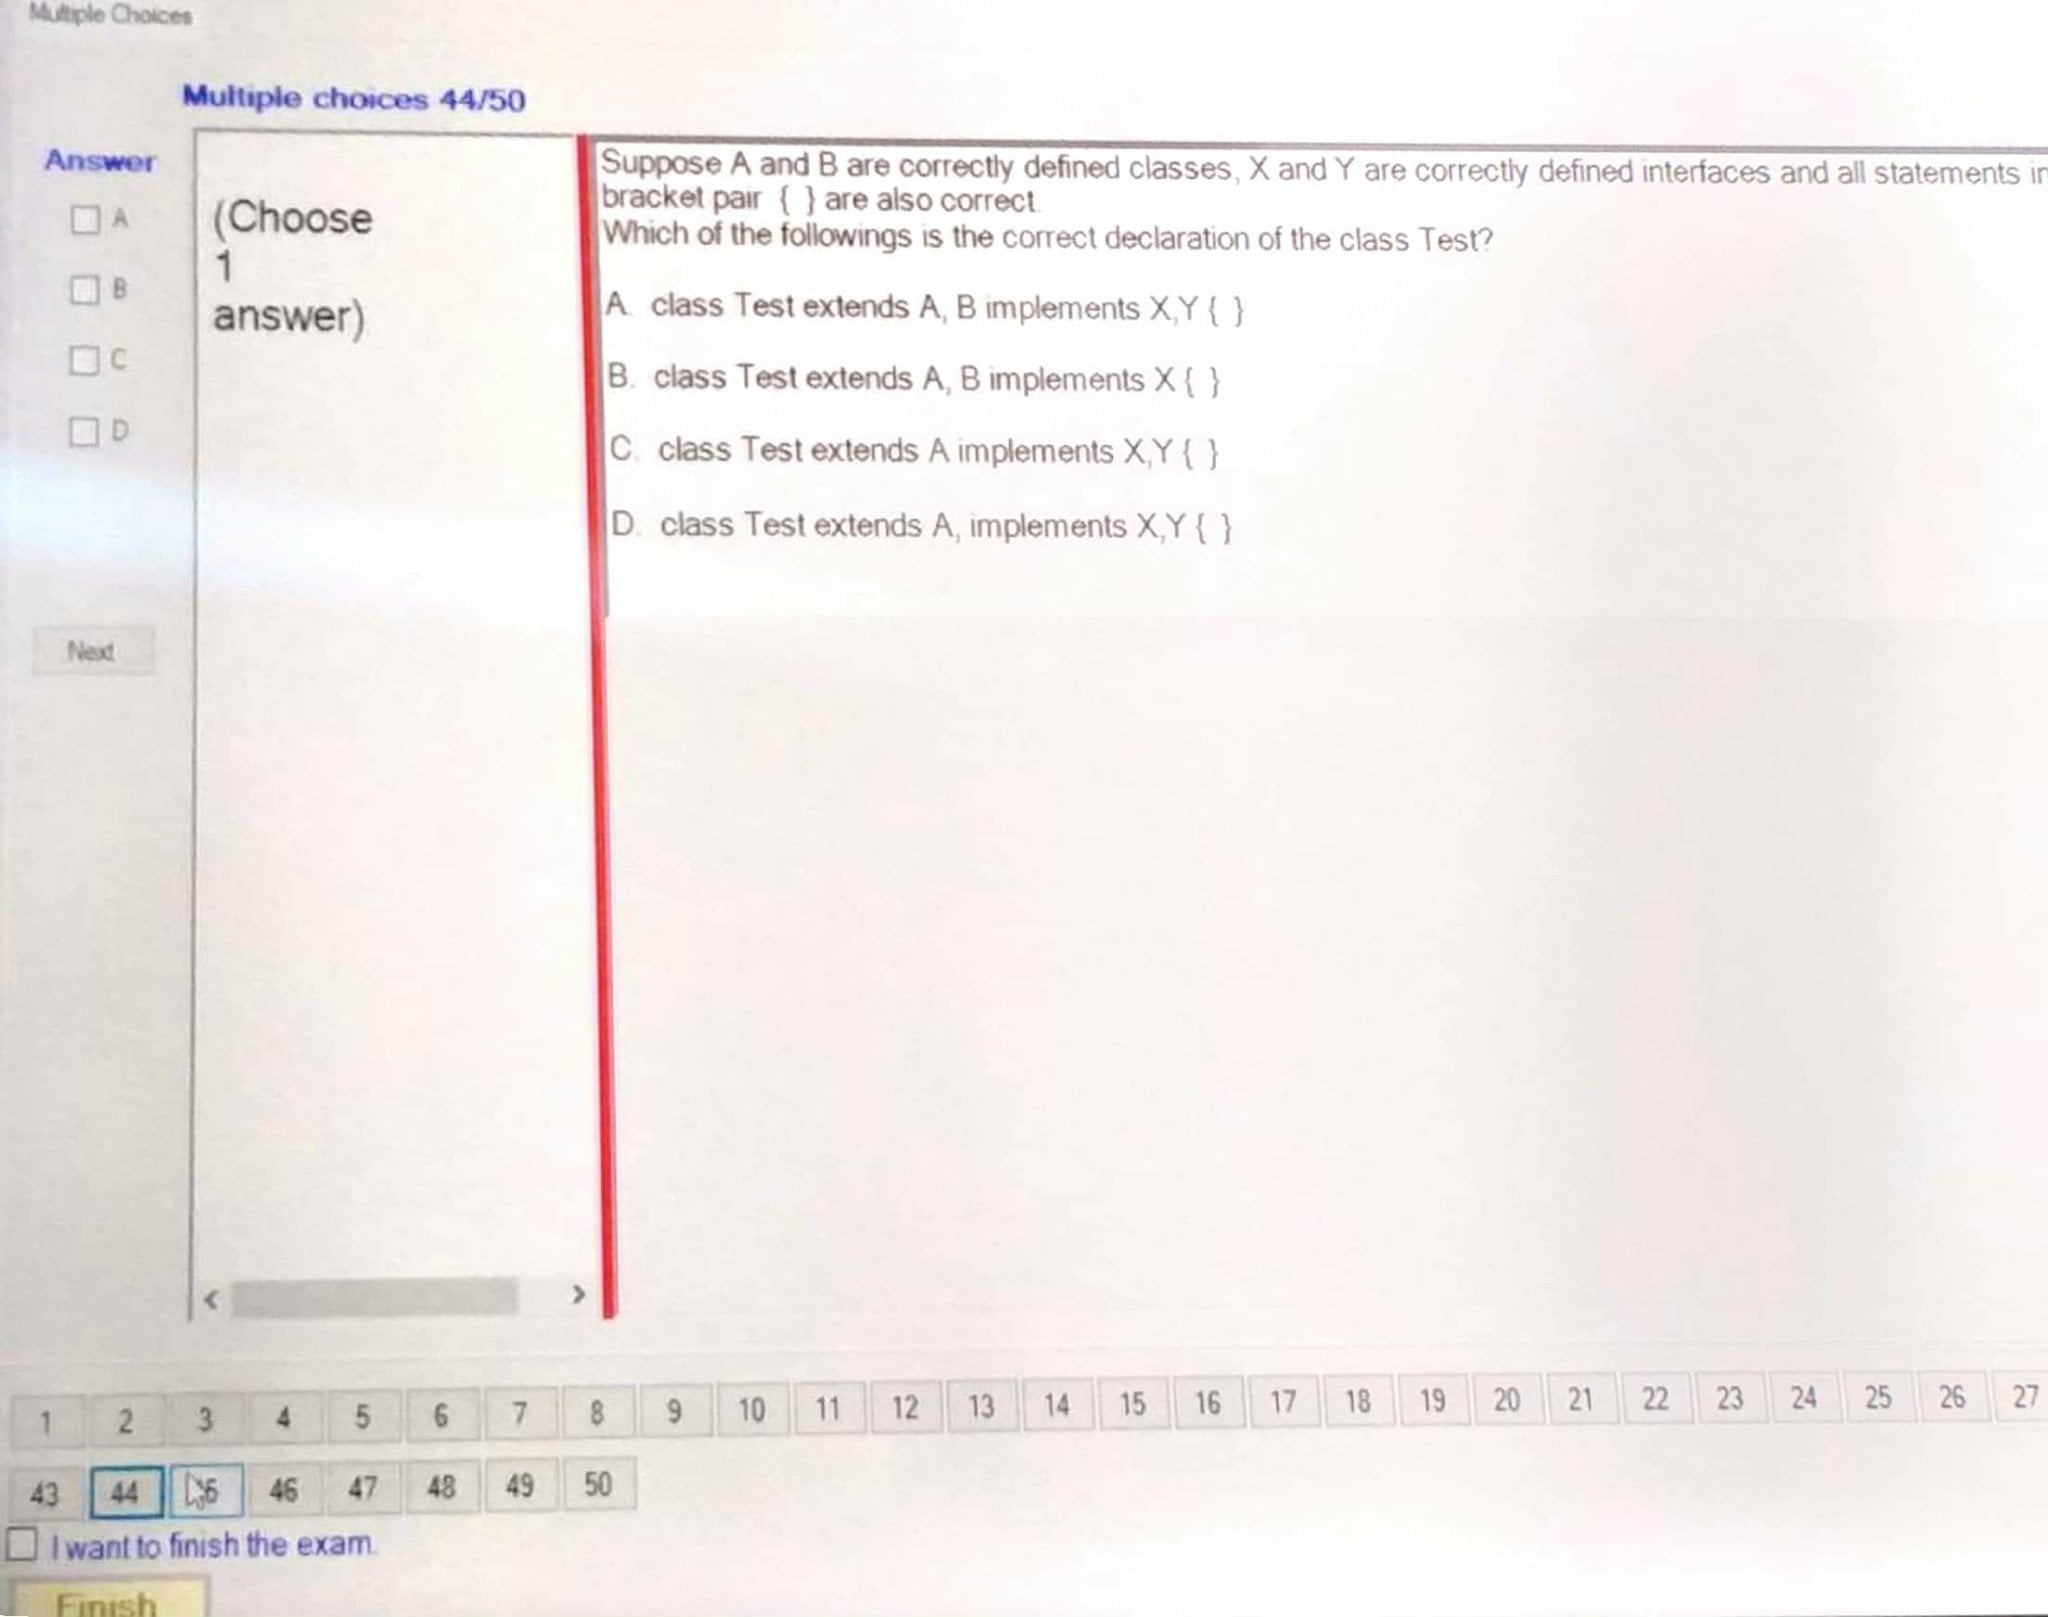 Multiple Choices
Multiple choices 44/50
Answer
A
B
C
D
(Choose
1
answer)
Next
Suppose A and B are correctly defined classes, X and Y are correctly defined interfaces and all statements in
bracket pair { } are also correct.
Which of the followings is the correct declaration of the class Test?
A. class Test extends A, B implements X,Y { }
B. class Test extends A, B implements X { }
C. class Test extends A implements X,Y { }
D. class Test extends A, implements X,Y { }
1 2 3 4 5 6 7 8 9 10 11 12 13 14 15 16 17 18 19 20 21 22 23 24 25 26 27
43 44 46 47 48 49 50
I want to finish the exam.
Finish